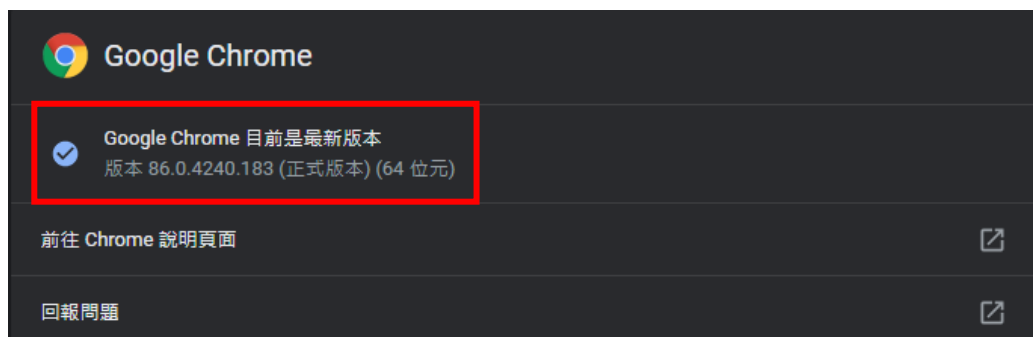 Google Chrome
Google Chrome 目前是最新版本
版本 86.0.4240.183 (正式版本) (64 位元)
前往 Chrome 說明頁面
回報問題